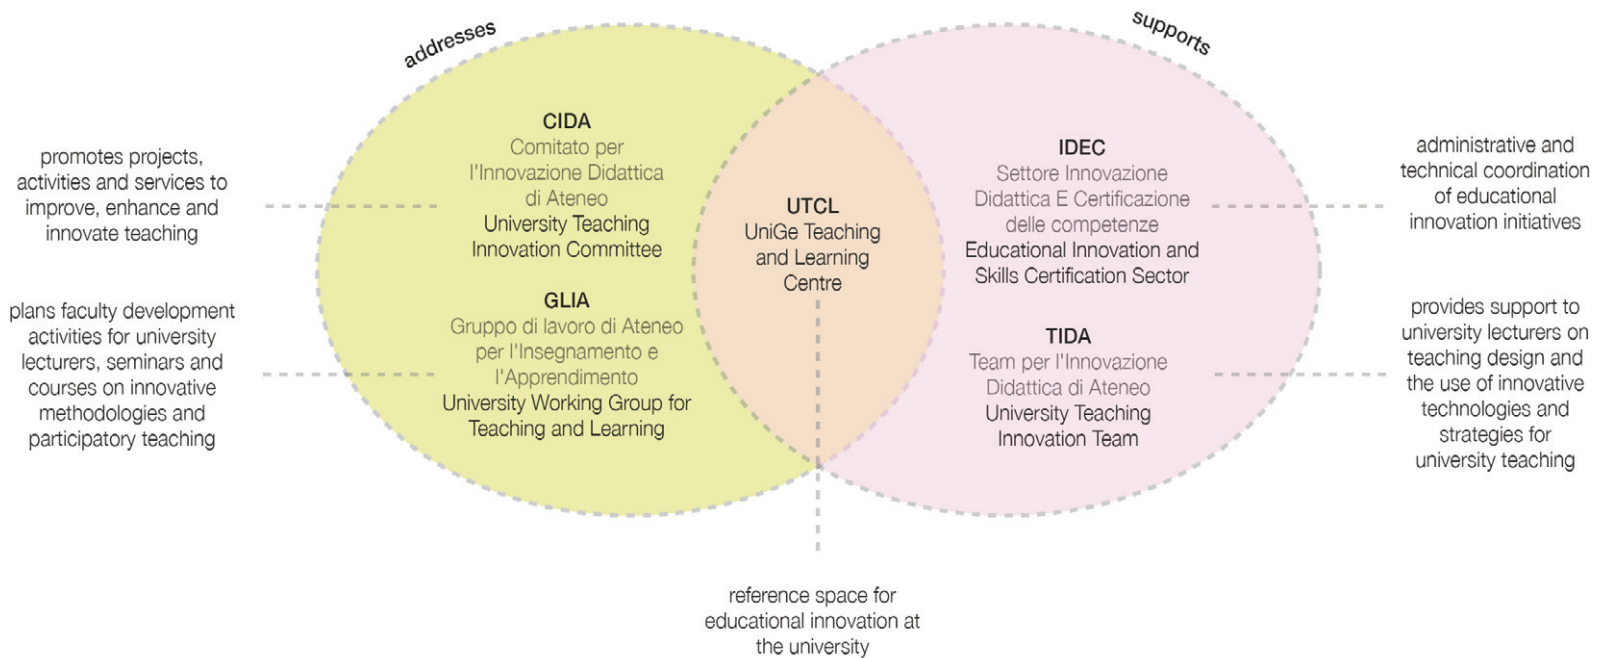 addresses
supports
promotes projects,
activities and services to
improve, enhance and
innovate teaching
plans faculty development
activities for university
lecturers, seminars and
courses on innovative
methodologies and
participatory teaching
CIDA
Comitato per
l'Innovazione Didattica
di Ateneo
University Teaching
Innovation Committee
GLIA
Gruppo di lavoro di Ateneo
per l'Insegnamento e
l'Apprendimento
University Working Group for
Teaching and Learning
UTCL
UniGe Teaching
and Learning
Centre
IDEC
Settore Innovazione
Didattica E Certificazione
delle competenze
Educational Innovation and
Skills Certification Sector
TIDA
Team per l'Innovazione
Didattica di Ateneo
University Teaching
Innovation Team
administrative and
technical coordination
of educational
innovation initiatives
provides support to
university lecturers on
teaching design and
the use of innovative
technologies and
strategies for
university teaching
reference space for
educational innovation at
the university